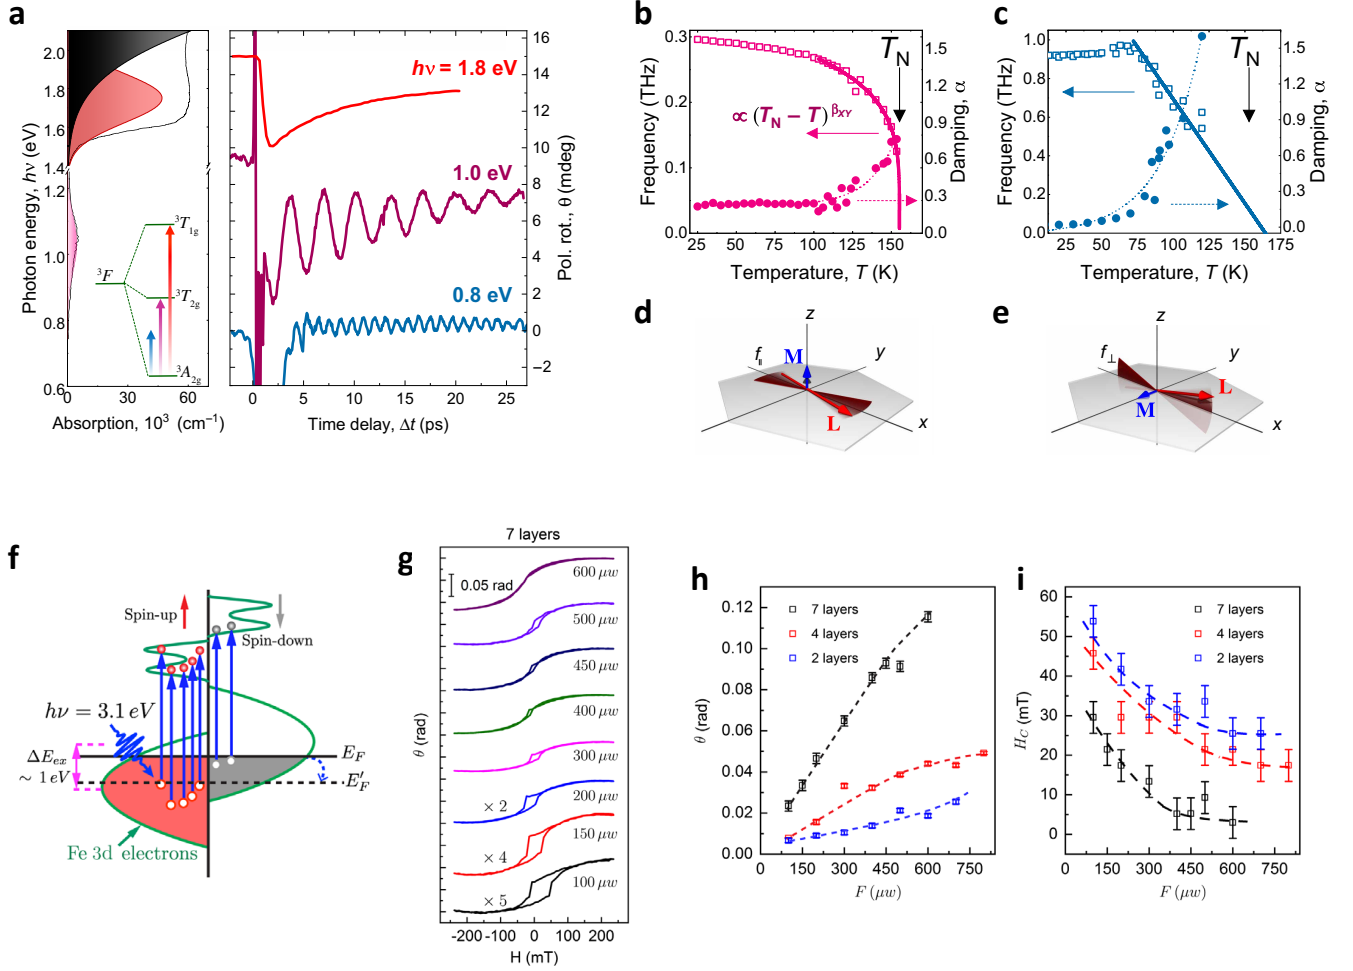 a
Photon energy, hν (eV)
2.0
1.8
1.6
1.4
1.2
1.0
0.8
0.6
0 30 60
Absorption, 10³ (cm⁻¹)
³F
³T₁g
³T₂g
³A₂g
hν = 1.8 eV
1.0 eV
0.8 eV
16
14
12
10
8
6
4
2
0
−2
Pol. rot., θ (mdeg)
0 5 10 15 20 25
Time delay, Δt (ps)
b
Frequency (THz)
0.3
0.2
0.1
0.0
T_N
∝ (T_N − T)^β_XY
1.5
1.2
0.9
0.6
0.3
0.0
Damping, α
25 50 75 100 125 150 175
Temperature, T (K)
c
Frequency (THz)
1.0
0.8
0.6
0.4
0.2
0.0
T_N
1.5
1.2
0.9
0.6
0.3
0.0
Damping, α
25 50 75 100 125 150 175
Temperature, T (K)
d
z
y
x
f∥
M
L
e
z
y
x
f⊥
M
L
f
Spin-up
Spin-down
hν = 3.1 eV
ΔE_ex
∼ 1 eV
E_F
E′_F
Fe 3d electrons
g
7 layers
0.05 rad
600 μw
500 μw
450 μw
400 μw
300 μw
× 2 200 μw
× 4 150 μw
× 5 100 μw
θ (rad)
-200 -100 0 100 200
H (mT)
h
θ (rad)
0.12
0.10
0.08
0.06
0.04
0.02
0.00
7 layers
4 layers
2 layers
0 150 300 450 600 750
F (μw)
i
H_C (mT)
60
50
40
30
20
10
0
7 layers
4 layers
2 layers
0 150 300 450 600 750
F (μw)